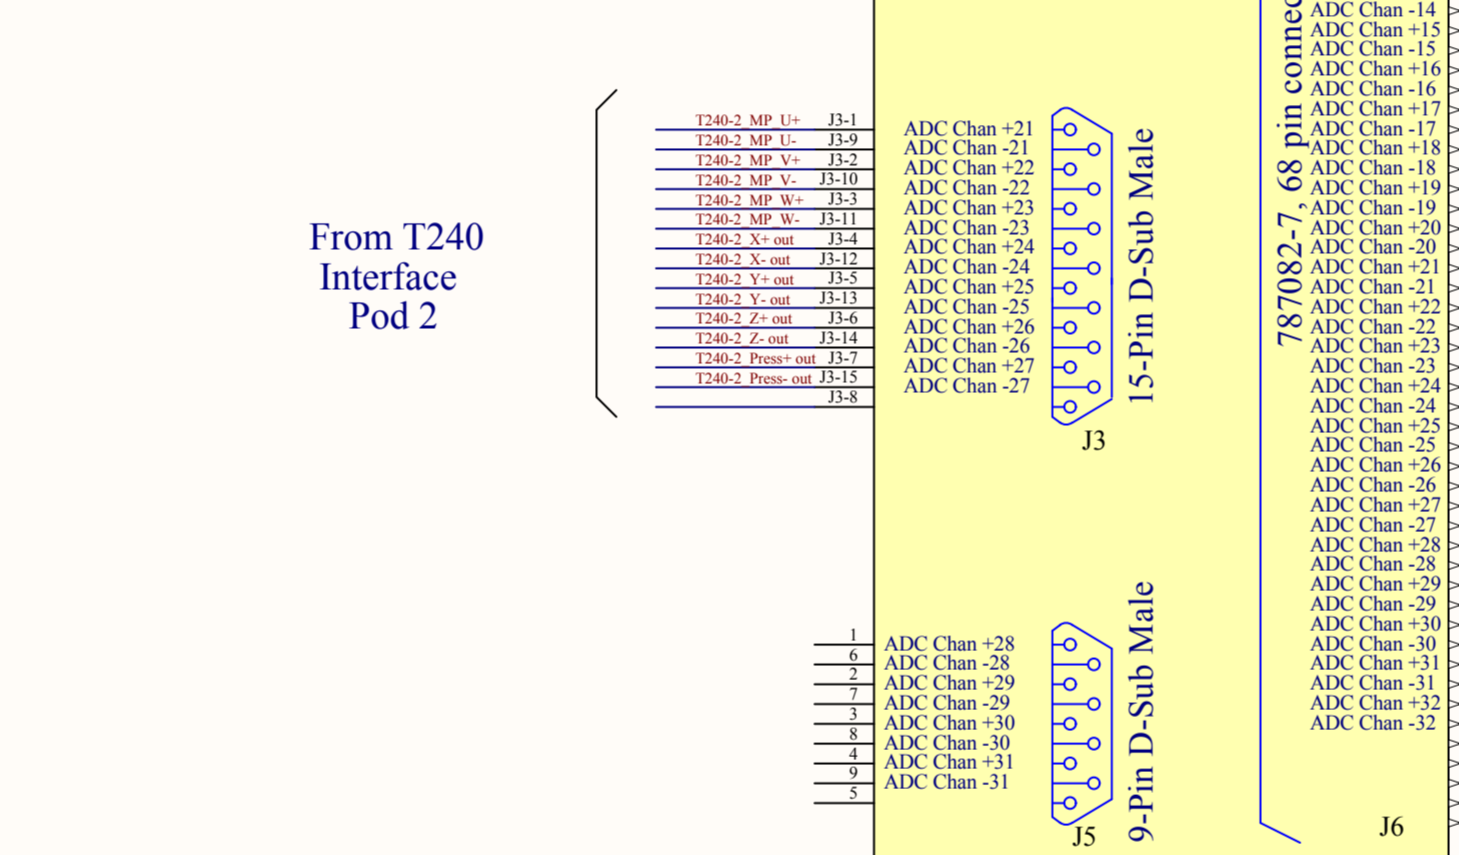 From T240
Interface
Pod 2
T240-2_MP_U+ J3-1
T240-2_MP_U- J3-9
T240-2_MP_V+ J3-2
T240-2_MP_V- J3-10
T240-2_MP_W+ J3-3
T240-2_MP_W- J3-11
T240-2_X+ out J3-4
T240-2_X- out J3-12
T240-2_Y+ out J3-5
T240-2_Y- out J3-13
T240-2_Z+ out J3-6
T240-2_Z- out J3-14
T240-2_Press+ out J3-7
T240-2_Press- out J3-15
J3-8
ADC Chan +21
ADC Chan -21
ADC Chan +22
ADC Chan -22
ADC Chan +23
ADC Chan -23
ADC Chan +24
ADC Chan -24
ADC Chan +25
ADC Chan -25
ADC Chan +26
ADC Chan -26
ADC Chan +27
ADC Chan -27
15-Pin D-Sub Male
J3
1
6
2
7
3
8
4
9
5
ADC Chan +28
ADC Chan -28
ADC Chan +29
ADC Chan -29
ADC Chan +30
ADC Chan -30
ADC Chan +31
ADC Chan -31
9-Pin D-Sub Male
J5
787082-7, 68 pin connec
ADC Chan -14
ADC Chan +15
ADC Chan -15
ADC Chan +16
ADC Chan -16
ADC Chan +17
ADC Chan -17
ADC Chan +18
ADC Chan -18
ADC Chan +19
ADC Chan -19
ADC Chan +20
ADC Chan -20
ADC Chan +21
ADC Chan -21
ADC Chan +22
ADC Chan -22
ADC Chan +23
ADC Chan -23
ADC Chan +24
ADC Chan -24
ADC Chan +25
ADC Chan -25
ADC Chan +26
ADC Chan -26
ADC Chan +27
ADC Chan -27
ADC Chan +28
ADC Chan -28
ADC Chan +29
ADC Chan -29
ADC Chan +30
ADC Chan -30
ADC Chan +31
ADC Chan -31
ADC Chan +32
ADC Chan -32
J6